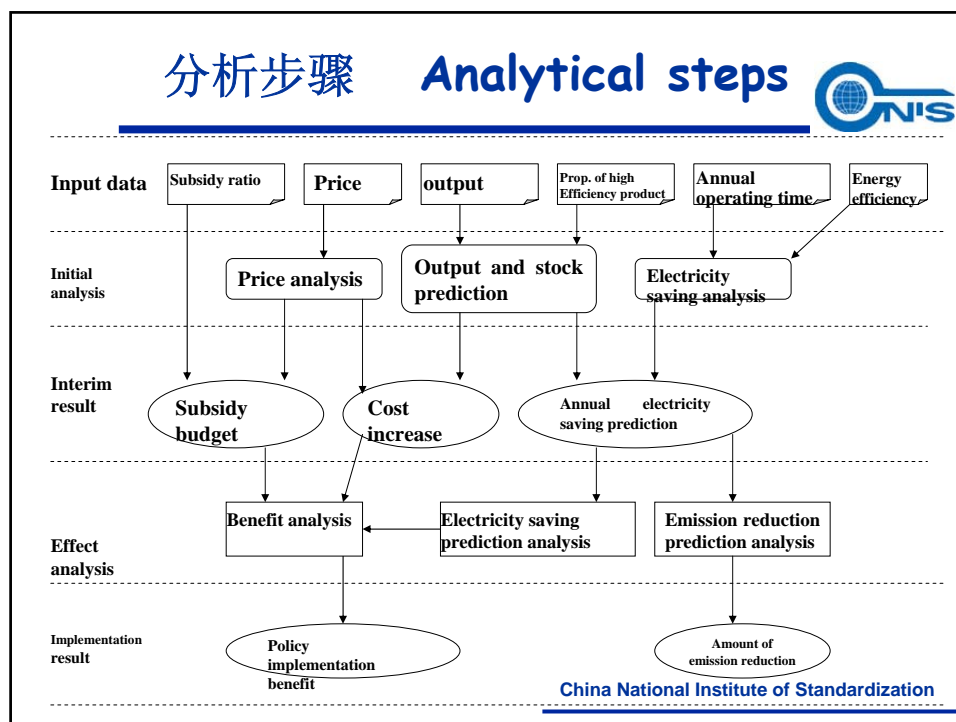 分析步骤 Analytical steps
CNIS
Input data
Subsidy ratio
Price
output
Prop. of high
Efficiency product
Annual
operating time
Energy
efficiency
Initial
analysis
Price analysis
Output and stock
prediction
Electricity
saving analysis
Interim
result
Subsidy
budget
Cost
increase
Annual electricity
saving prediction
Effect
analysis
Benefit analysis
Electricity saving
prediction analysis
Emission reduction
prediction analysis
Implementation
result
Policy
implementation
benefit
Amount of
emission reduction
China National Institute of Standardization